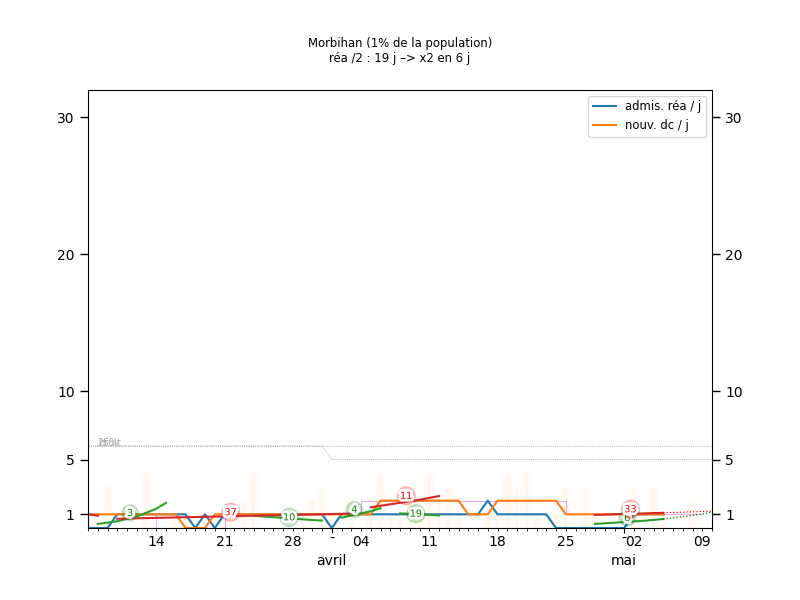 Morbihan (1% de la population)
réa /2 : 19 j –> x2 en 6 j
admis. réa / j
nouv. dc / j
30 30
20 20
10 10
5 5
1 1
3 37 10 4 11 19 33
14 21 28 - 04 11 18 25 - 02 09
avril mai